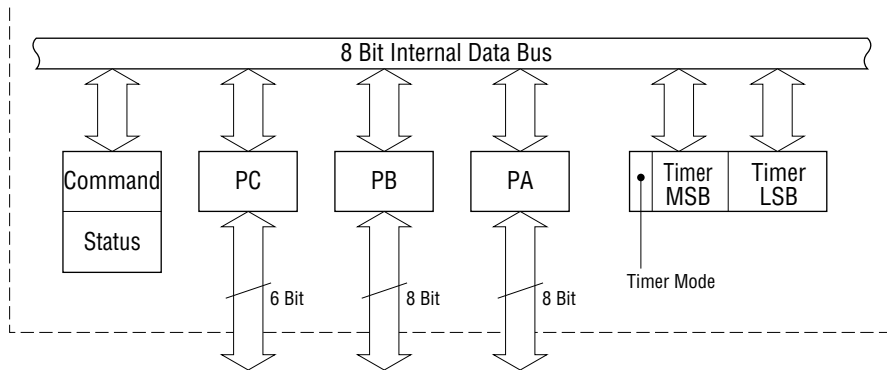 8 Bit Internal Data Bus
Command
Status
PC
PB
PA
Timer
MSB
Timer
LSB
Timer Mode
6 Bit
8 Bit
8 Bit